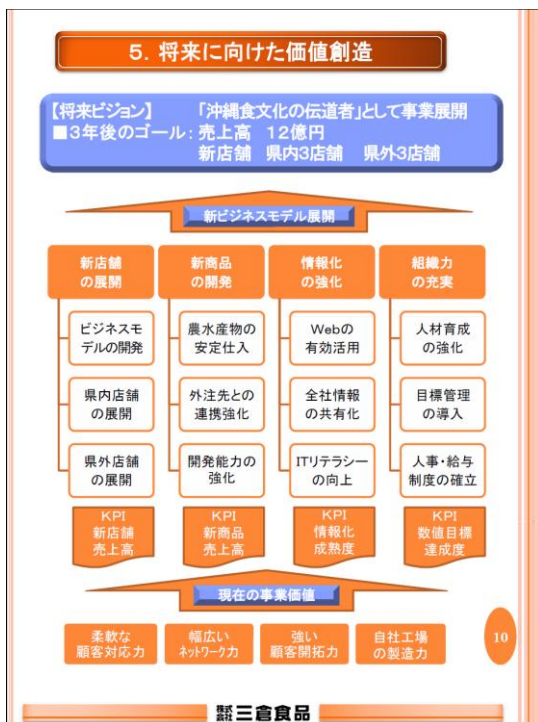 ５．将来に向けた価値創造
【将来ビジョン】　「沖縄食文化の伝道者」として事業展開
■３年後のゴール：売上高　１２億円
新店舗　県内３店舗　県外３店舗
新ビジネスモデル展開
新店舗
の展開
ビジネスモ
デルの開発
県内店舗
の展開
県外店舗
の展開
KPI
新店舗
売上高
新商品
の開発
農水産物の
安定仕入
外注先との
連携強化
開発能力の
強化
KPI
新商品
売上高
情報化
の強化
Webの
有効活用
全社情報
の共有化
ITリテラシー
の向上
KPI
情報化
成熟度
組織力
の充実
人材育成
の強化
目標管理
の導入
人事・給与
制度の確立
KPI
数値目標
達成度
現在の事業価値
柔軟な
顧客対応力
幅広い
ﾈｯﾄﾜｰｸ力
強い
顧客開拓力
自社工場
の製造力
10
株式会社三倉食品